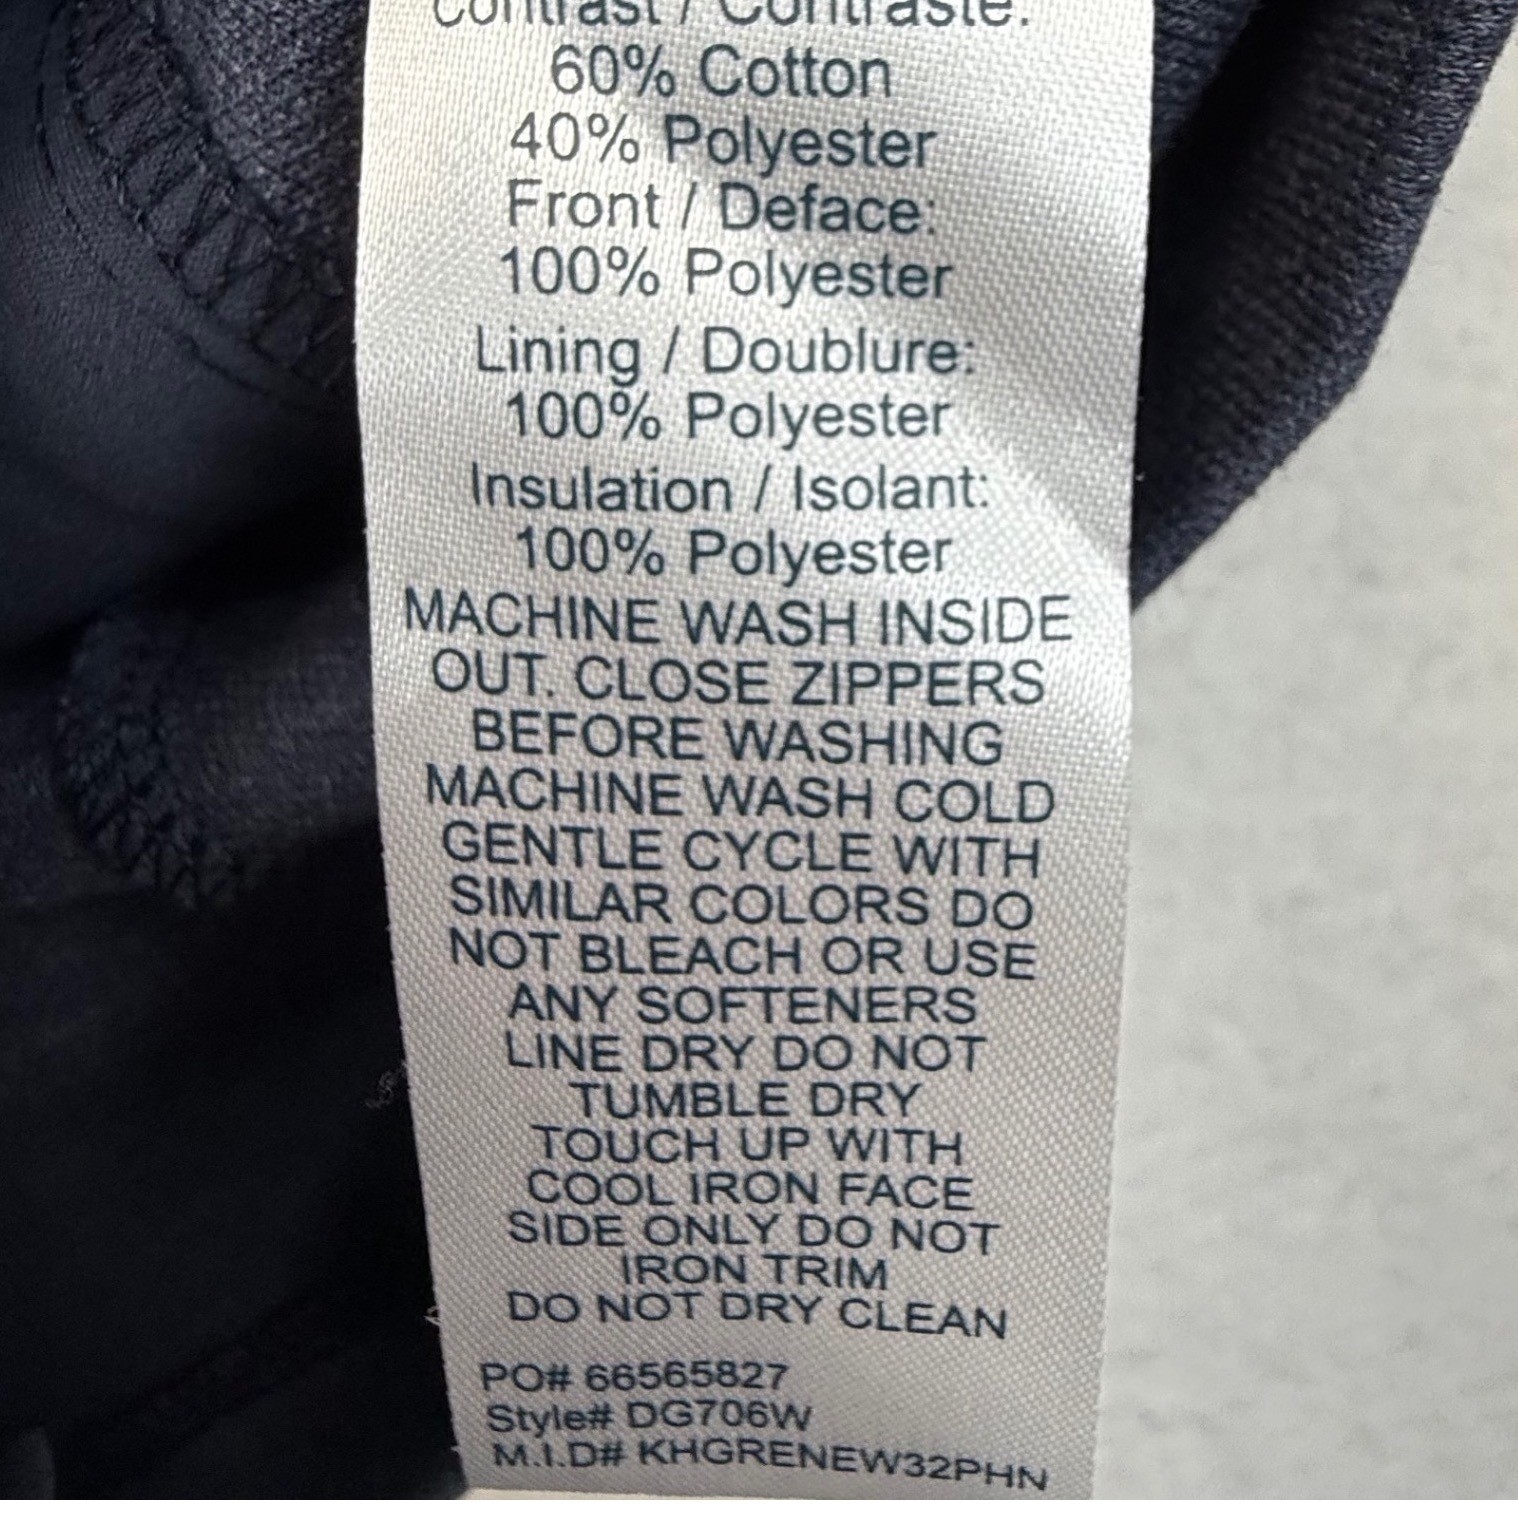 Contrast / Contraste:
60% Cotton
40% Polyester
Front / Deface:
100% Polyester
Lining / Doublure:
100% Polyester
Insulation / Isolant:
100% Polyester
MACHINE WASH INSIDE
OUT. CLOSE ZIPPERS
BEFORE WASHING
MACHINE WASH COLD
GENTLE CYCLE WITH
SIMILAR COLORS DO
NOT BLEACH OR USE
ANY SOFTENERS
LINE DRY DO NOT
TUMBLE DRY
TOUCH UP WITH
COOL IRON FACE
SIDE ONLY DO NOT
IRON TRIM
DO NOT DRY CLEAN
PO# 66565827
Style# DG706W
M.I.D# KHGRENEW32PHN